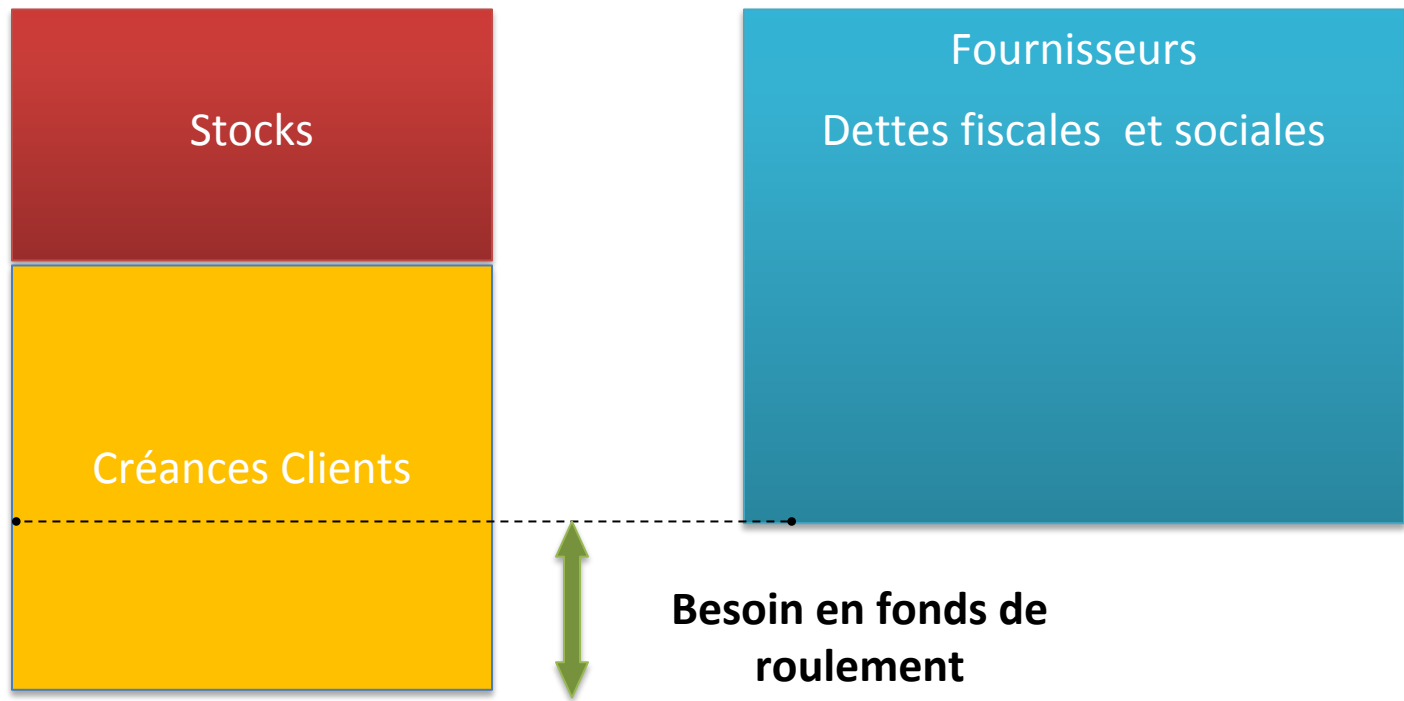 Stocks
Fournisseurs
Dettes fiscales et sociales
Créances Clients
Besoin en fonds de
roulement